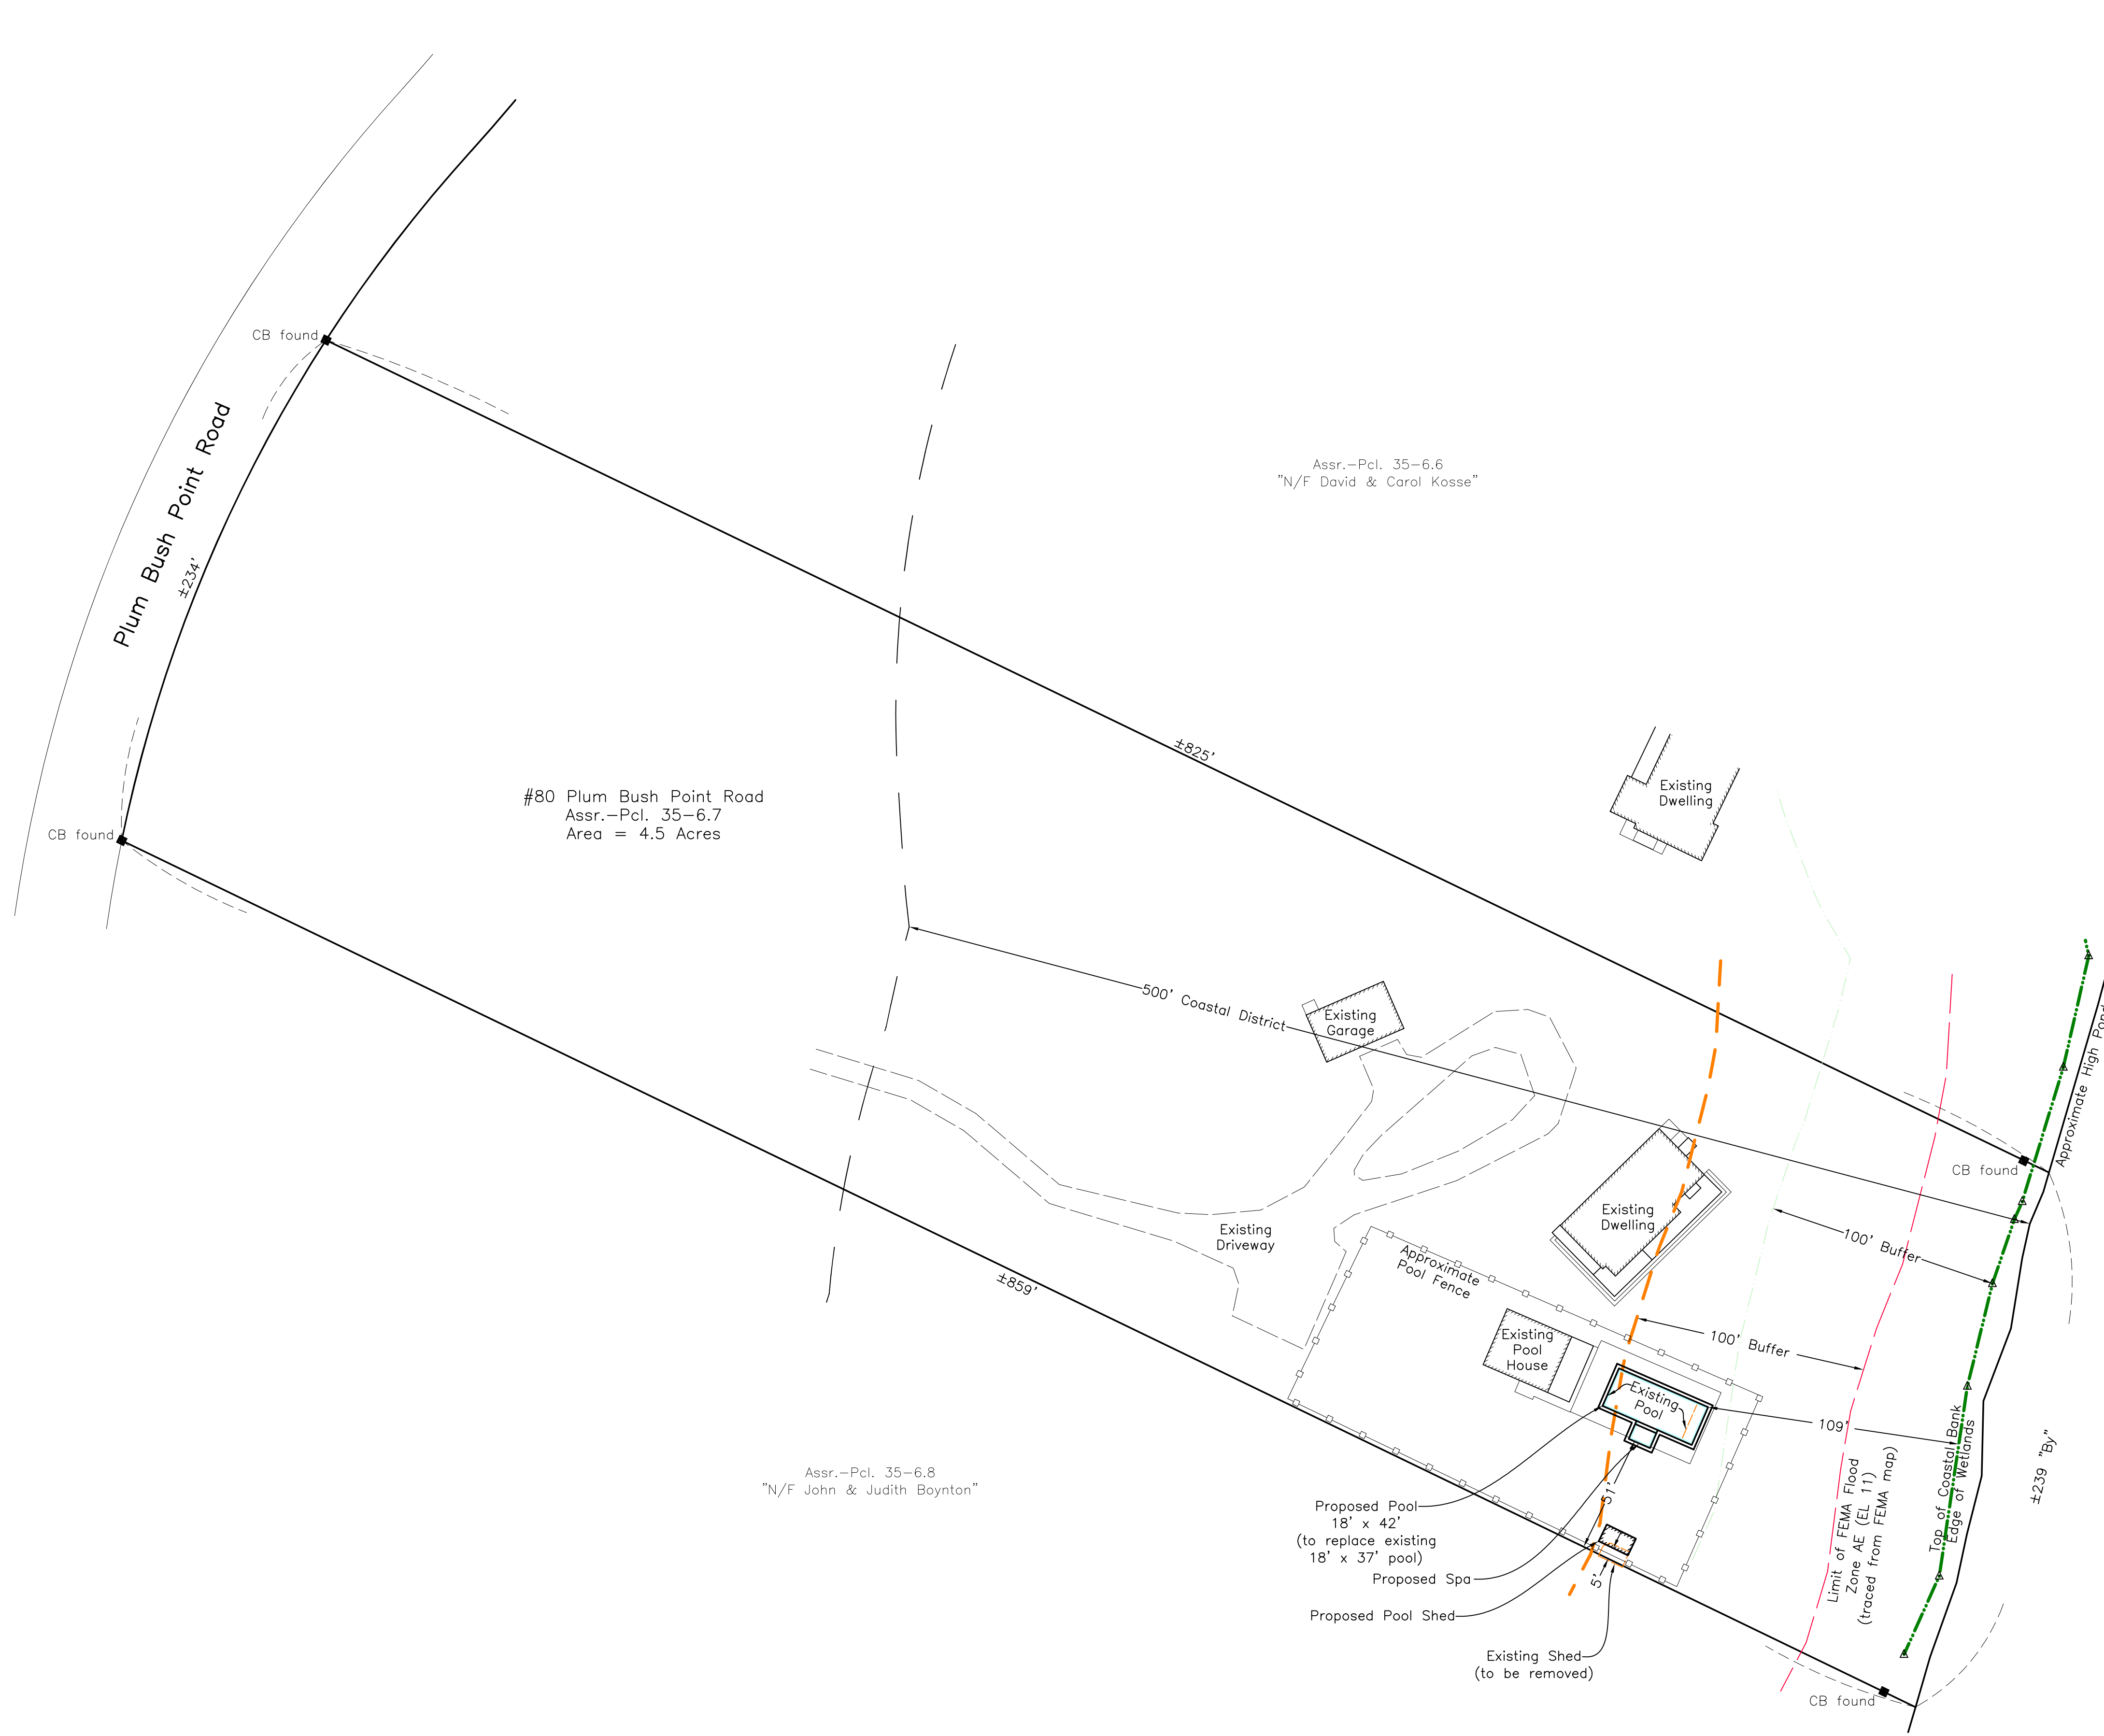 CB found
Plum Bush Point Road
±234'
CB found
#80 Plum Bush Point Road
Assr.-Pcl. 35-6.7
Area = 4.5 Acres
Assr.-Pcl. 35-6.6
"N/F David & Carol Kosse"
±825'
Existing
Dwelling
500' Coastal District
Existing
Garage
Approximate High Pond
CB found
Existing
Dwelling
100' Buffer
Existing
Driveway
Approximate
Pool Fence
±859'
Existing
Pool
House
100' Buffer
Existing
Pool
109'
Top of Coastal Bank
Edge of Wetlands
±239 "By"
Limit of FEMA Flood
Zone AE (EL 11)
(traced from FEMA map)
Assr.-Pcl. 35-6.8
"N/F John & Judith Boynton"
51'
Proposed Pool
18' x 42'
(to replace existing
18' x 37' pool)
Proposed Spa
5'
Proposed Pool Shed
Existing Shed
(to be removed)
CB found